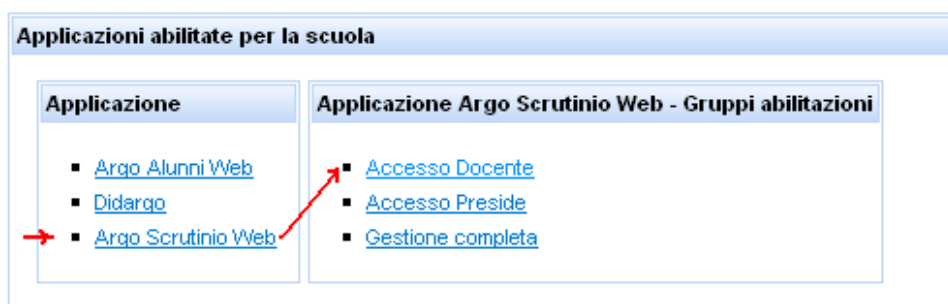 Applicazioni abilitate per la scuola
Applicazione
Argo Alunni Web
Didargo
Argo Scrutinio Web
Applicazione Argo Scrutinio Web - Gruppi abilitazioni
Accesso Docente
Accesso Preside
Gestione completa